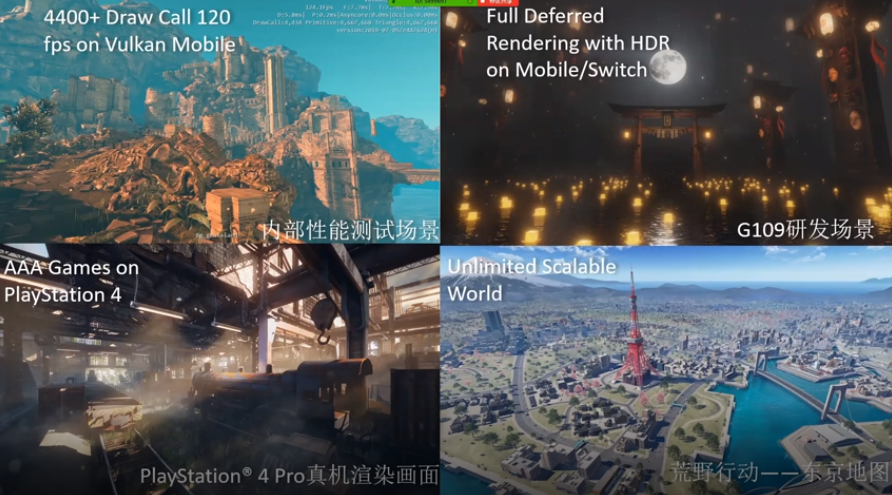 4400+ Draw Call 120
fps on Vulkan Mobile
内部性能测试场景
Full Deferred
Rendering with HDR
on Mobile/Switch
G109研发场景
AAA Games on
PlayStation 4
PlayStation® 4 Pro真机渲染画面
Unlimited Scalable
World
荒野行动——东京地图